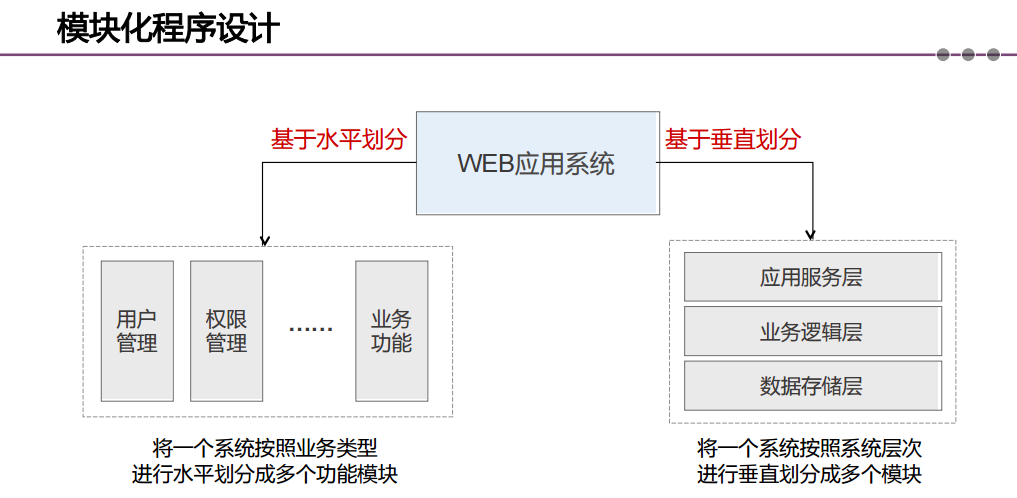 模块化程序设计
基于水平划分
WEB应用系统
基于垂直划分
用户
管理
权限
管理
……
业务
功能
应用服务层
业务逻辑层
数据存储层
将一个系统按照业务类型
进行水平划分成多个功能模块
将一个系统按照系统层次
进行垂直划分成多个模块